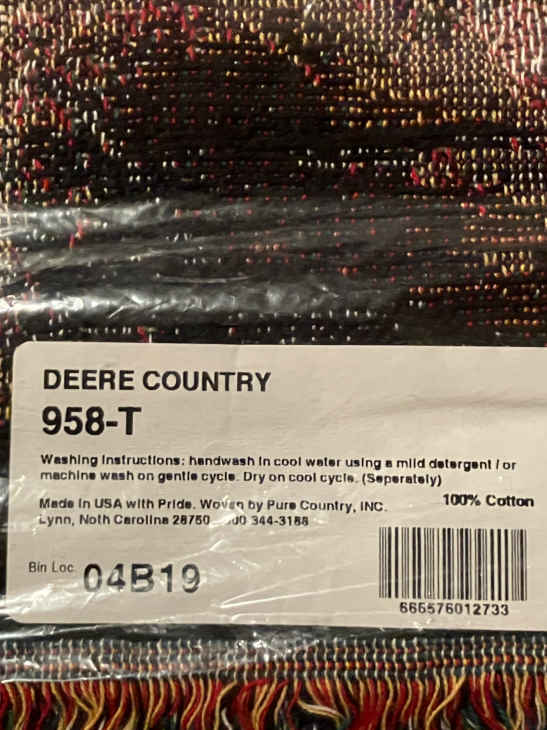 DEERE COUNTRY
958-T
Washing Instructions: handwash in cool water using a mild detergent / or
machine wash on gentle cycle. Dry on cool cycle. (Seperately)
Made in USA with Pride. Woven by Pure Country, INC.
100% Cotton
Lynn, Noth Carolina 28750 00 344-3188
Bin Loc. 04B19
666576012733